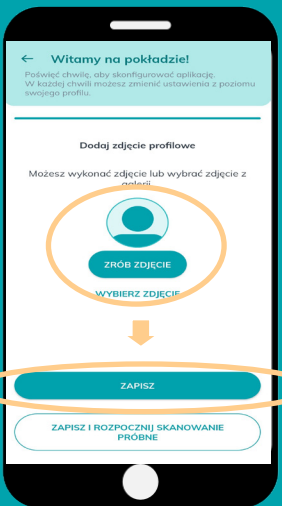 Witamy na pokładzie!
Poświęć chwilę, aby skonfigurować aplikację.
W każdej chwili możesz zmienić ustawienia z poziomu
swojego profilu.
Dodaj zdjęcie profilowe
Możesz wykonać zdjęcie lub wybrać zdjęcie z
galerii
ZRÓB ZDJĘCIE
WYBIERZ ZDJĘCIE
ZAPISZ
ZAPISZ I ROZPOCZNIJ SKANOWANIE
PRÓBNE